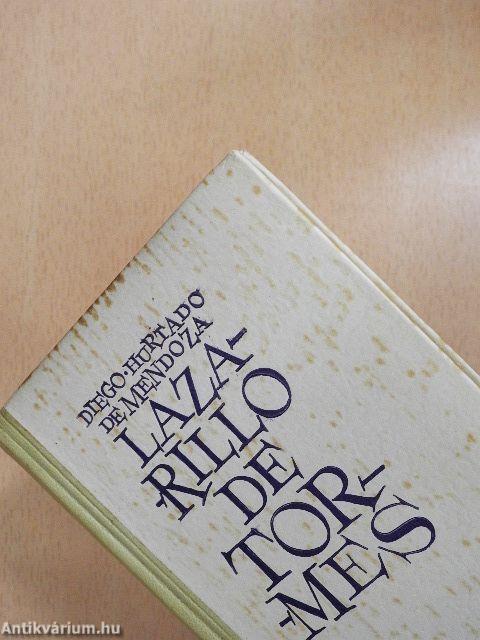 DIEGO·HURTADO
DE MENDOZA
LAZA-
-RILLO
-DE
TOR-
-MES
Antikvárium.hu